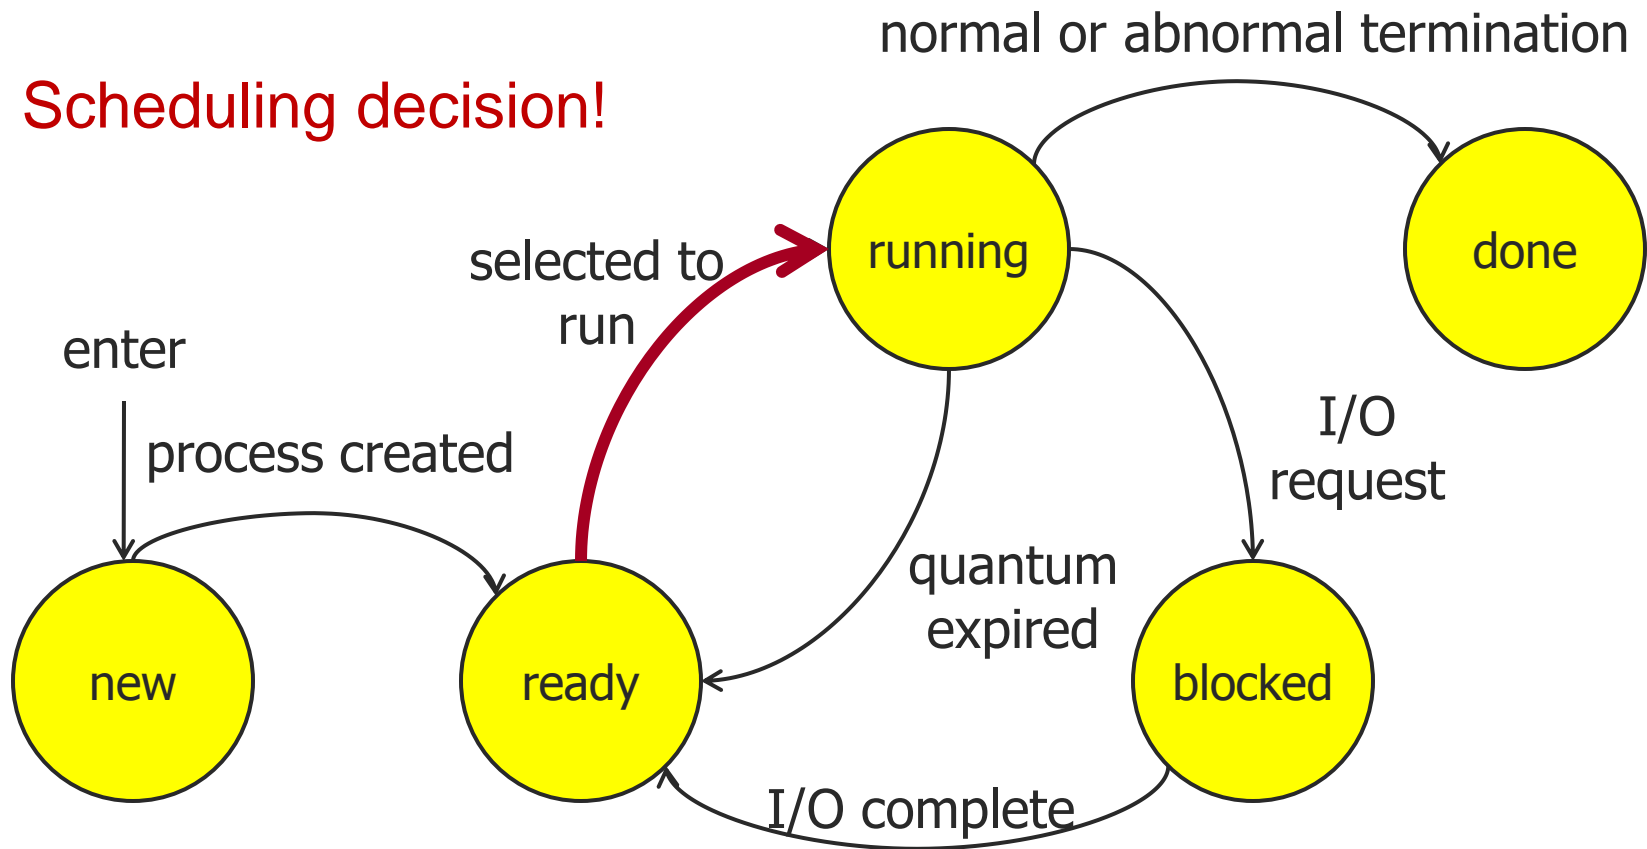 normal or abnormal termination
Scheduling decision!
running
done
selected to
run
enter
I/O
request
process created
quantum
expired
new
ready
blocked
I/O complete